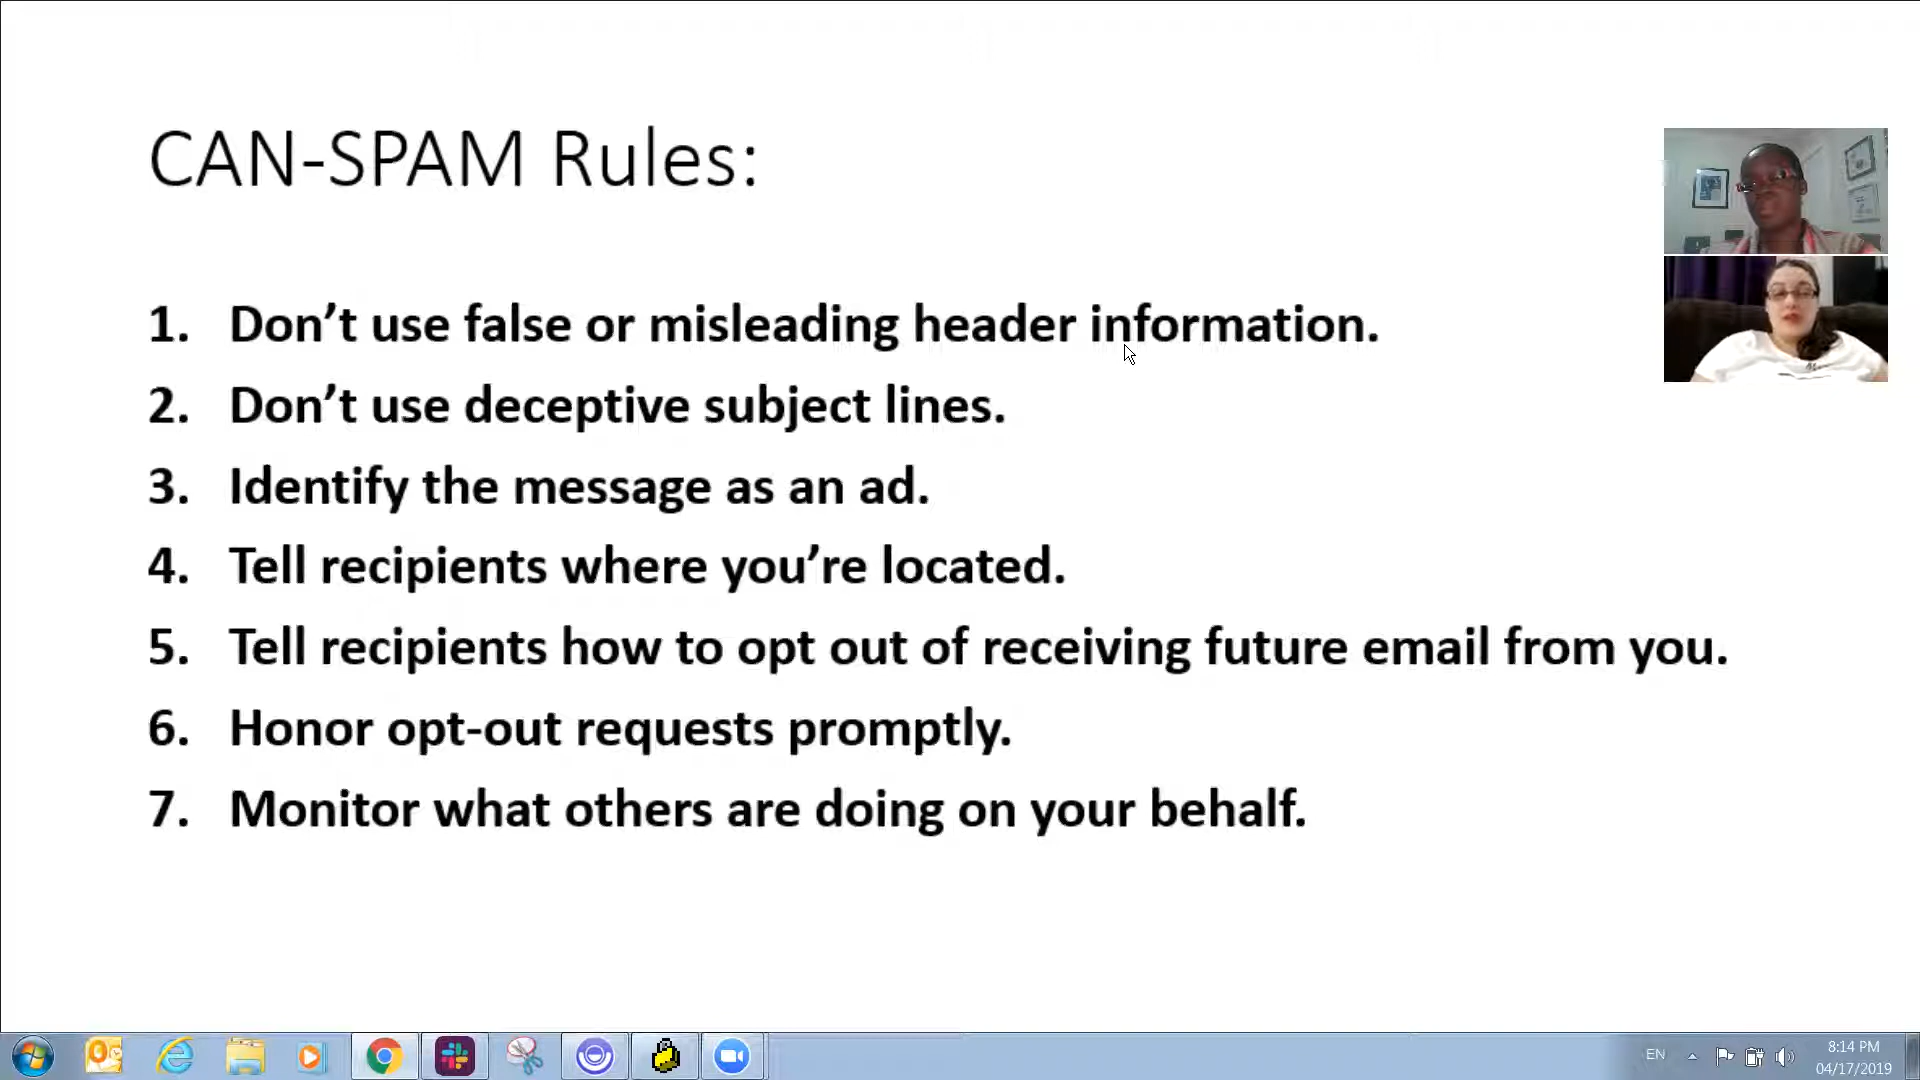 CAN-SPAM Rules:
1. Don’t use false or misleading header information.
2. Don’t use deceptive subject lines.
3. Identify the message as an ad.
4. Tell recipients where you’re located.
5. Tell recipients how to opt out of receiving future email from you.
6. Honor opt-out requests promptly.
7. Monitor what others are doing on your behalf.
EN
8:14 PM
04/17/2019